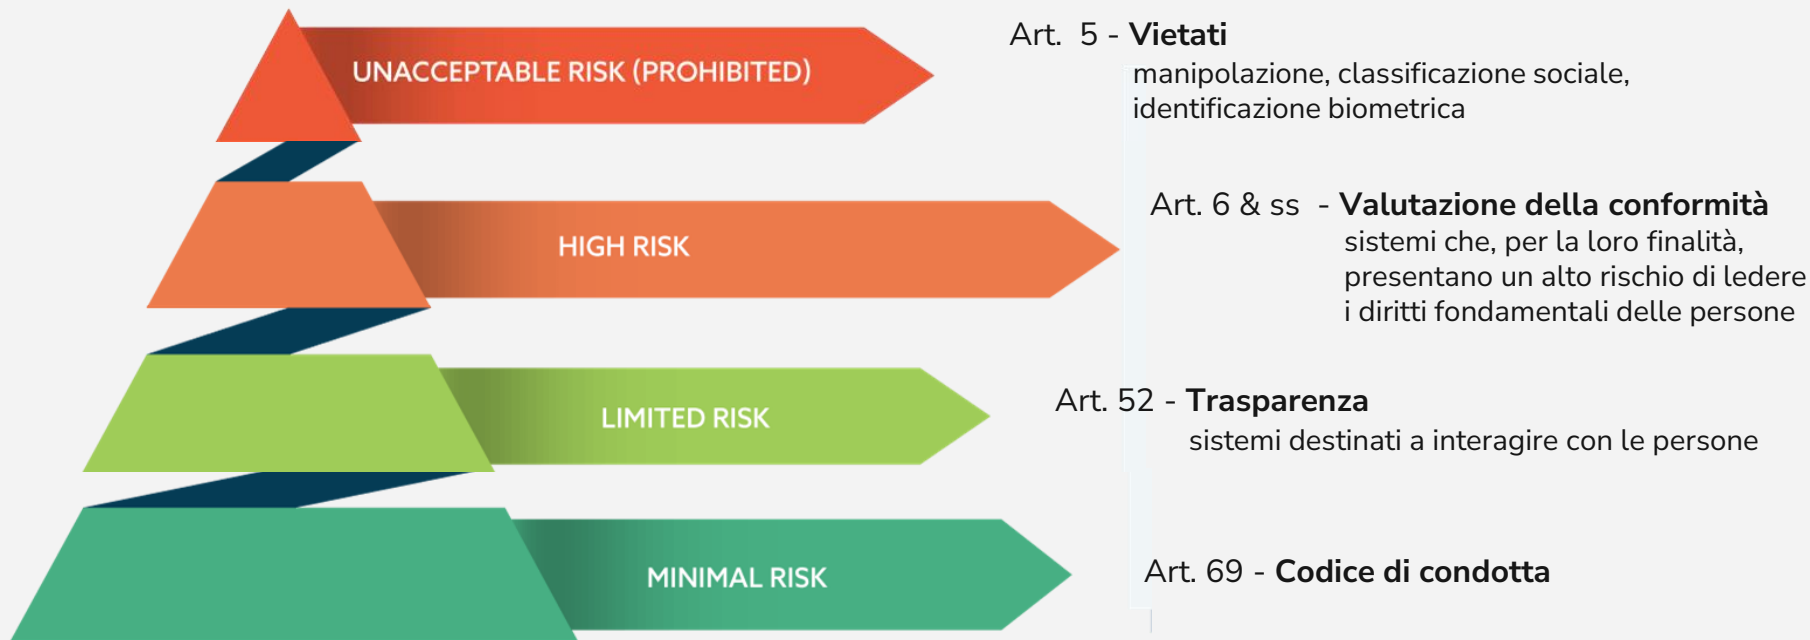 UNACCEPTABLE RISK (PROHIBITED)
Art. 5 - Vietati
manipolazione, classificazione sociale,
identificazione biometrica
HIGH RISK
Art. 6 & ss - Valutazione della conformità
sistemi che, per la loro finalità,
presentano un alto rischio di ledere
i diritti fondamentali delle persone
LIMITED RISK
Art. 52 - Trasparenza
sistemi destinati a interagire con le persone
MINIMAL RISK
Art. 69 - Codice di condotta